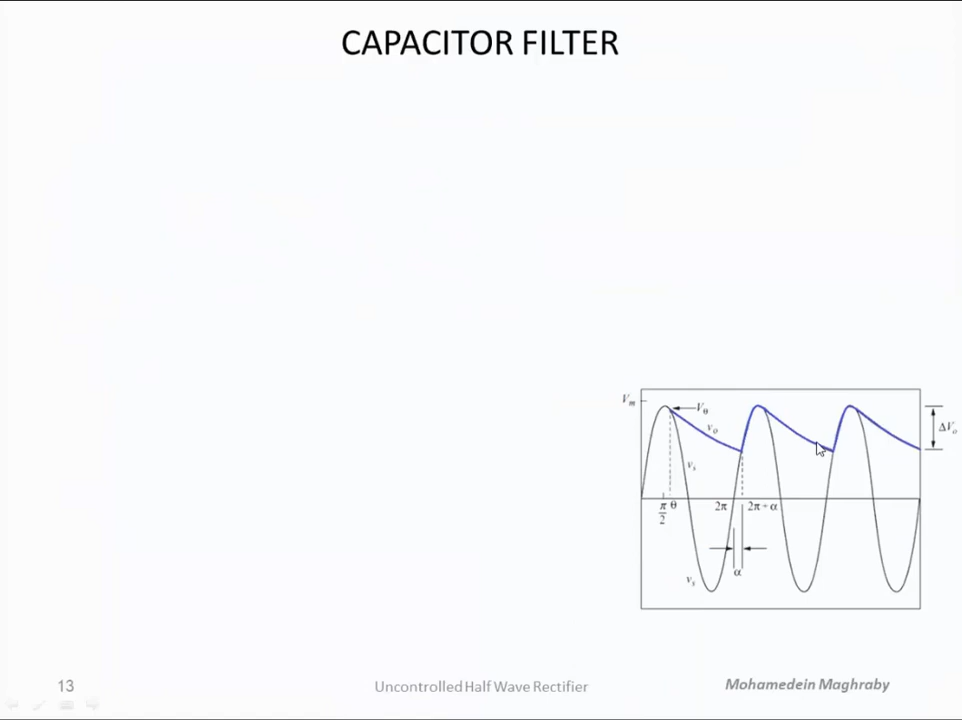 CAPACITOR FILTER
Vm
Vθ
vo
ΔVo
vs
π/2 θ 2π 2π + α
α
vs
13 Uncontrolled Half Wave Rectifier Mohamedein Maghraby